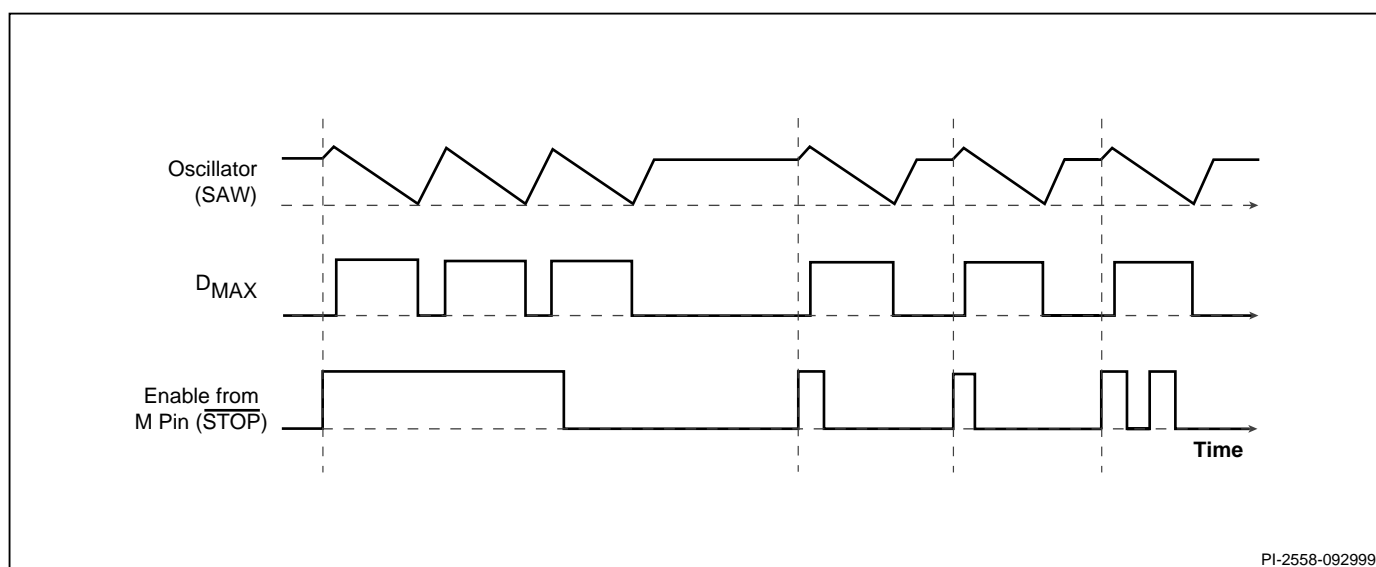 Oscillator
(SAW)
DMAX
Enable from
M Pin (STOP)
Time
PI-2558-092999